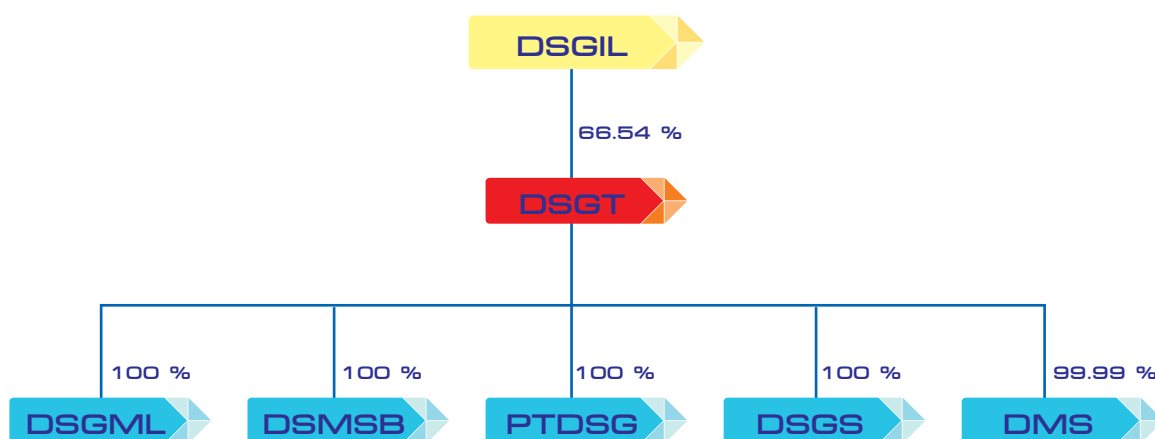 DSGIL
66.54 %
DSGT
100 % 100 % 100 % 100 % 99.99 %
DSGML DSMSB PTDSG DSGS DMS